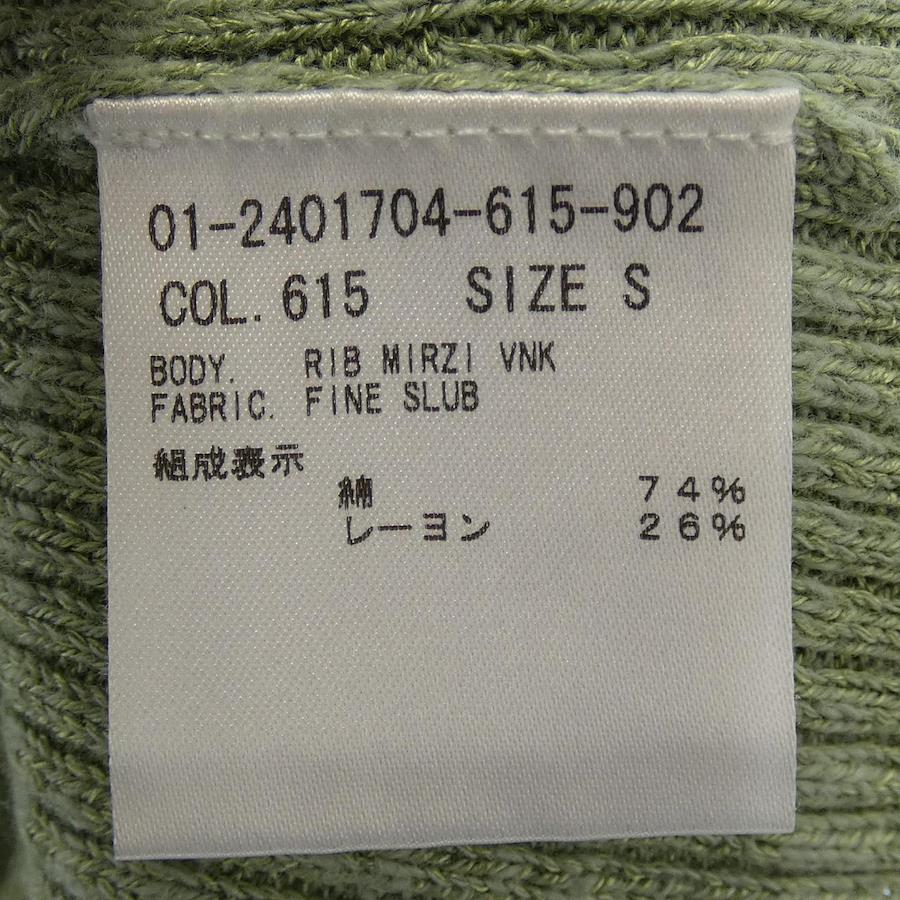 01-2401704-615-902
COL. 615 SIZE S
BODY. RIB MIRZI VNK
FABRIC. FINE SLUB
組成表示
綿 74%
レーヨン 26%